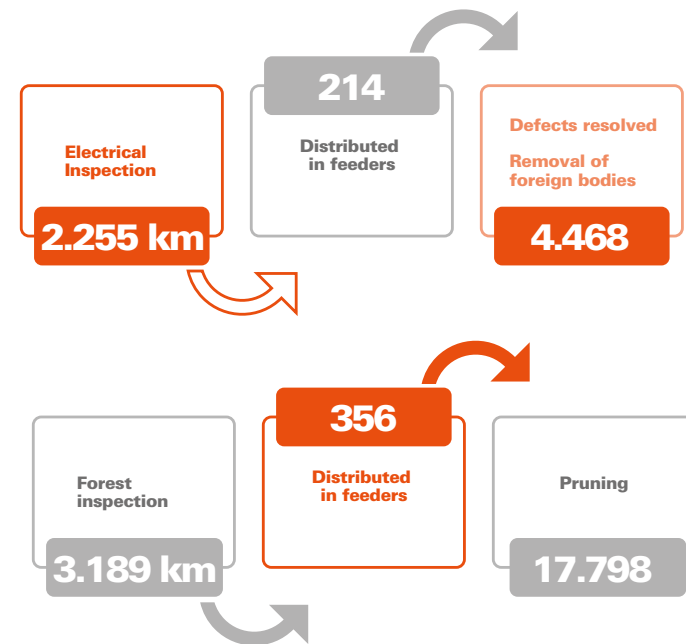 Electrical
Inspection
2.255 km
214
Distributed
in feeders
Defects resolved
Removal of
foreign bodies
4.468
Forest
inspection
3.189 km
356
Distributed
in feeders
Pruning
17.798